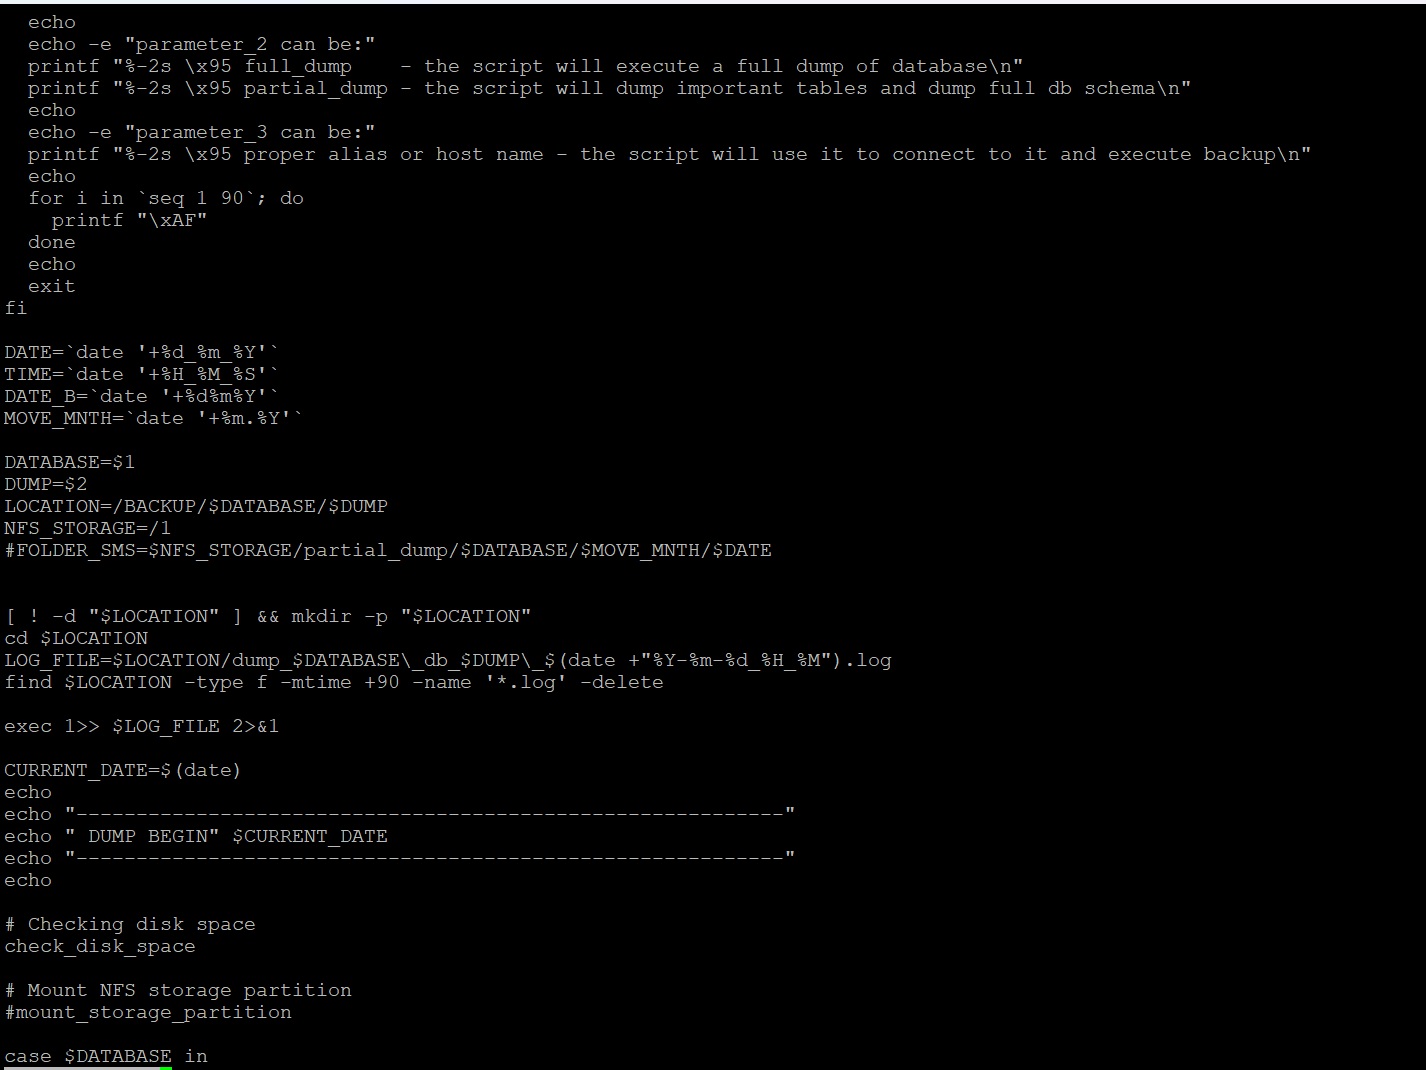 echo
echo -e "parameter_2 can be:"
printf "%-2s \x95 full_dump    - the script will execute a full dump of database\n"
printf "%-2s \x95 partial_dump - the script will dump important tables and dump full db schema\n"
echo
echo -e "parameter_3 can be:"
printf "%-2s \x95 proper alias or host name - the script will use it to connect to it and execute backup\n"
echo
for i in `seq 1 90`; do
printf "\xAF"
done
echo
exit
fi
DATE=`date '+%d_%m_%Y'`
TIME=`date '+%H_%M_%S'`
DATE_B=`date '+%d%m%Y'`
MOVE_MNTH=`date '+%m.%Y'`
DATABASE=$1
DUMP=$2
LOCATION=/BACKUP/$DATABASE/$DUMP
NFS_STORAGE=/1
#FOLDER_SMS=$NFS_STORAGE/partial_dump/$DATABASE/$MOVE_MNTH/$DATE
[ ! -d "$LOCATION" ] && mkdir -p "$LOCATION"
cd $LOCATION
LOG_FILE=$LOCATION/dump_$DATABASE\_db_$DUMP\_$(date +"%Y-%m-%d_%H_%M").log
find $LOCATION -type f -mtime +90 -name '*.log' -delete
exec 1>> $LOG_FILE 2>&1
CURRENT_DATE=$(date)
echo
echo "-----------------------------------------------------------"
echo " DUMP BEGIN" $CURRENT_DATE
echo "-----------------------------------------------------------"
echo
# Checking disk space
check_disk_space
# Mount NFS storage partition
#mount_storage_partition
case $DATABASE in